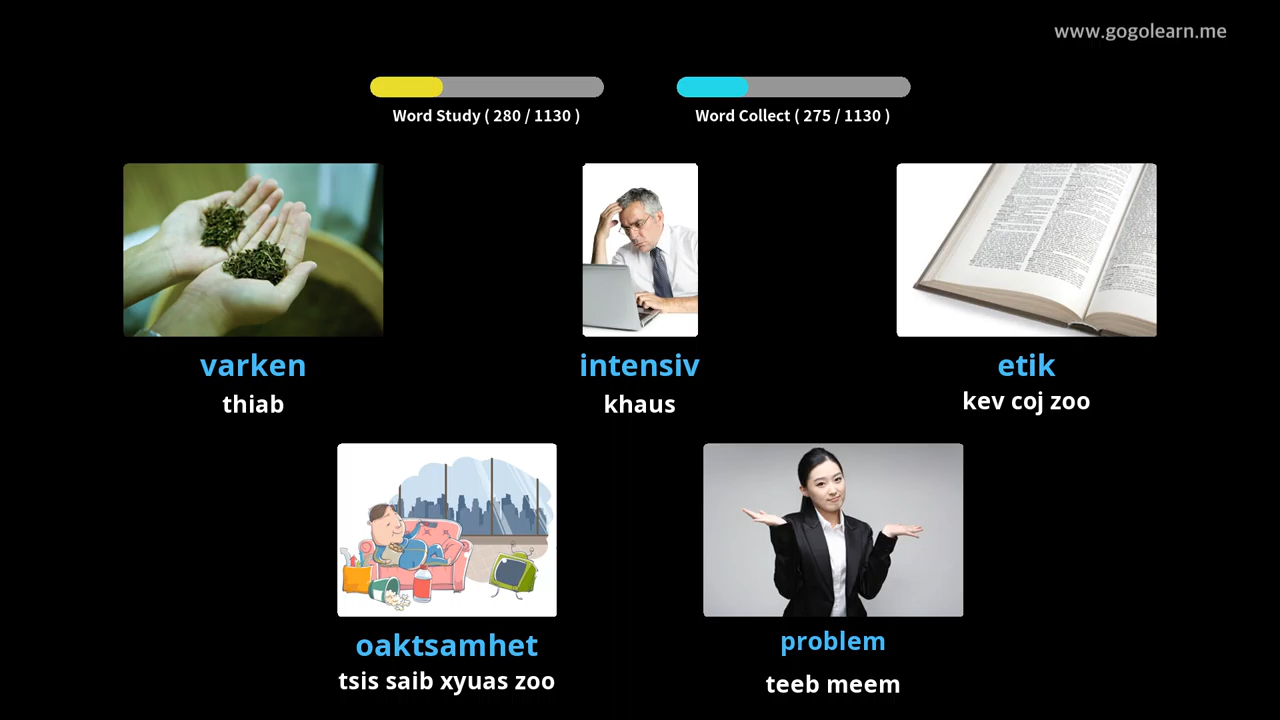 www.gogolearn.me
Word Study ( 280 / 1130 )
Word Collect ( 275 / 1130 )
varken
thiab
intensiv
khaus
etik
kev coj zoo
oaktsamhet
tsis saib xyuas zoo
problem
teeb meem